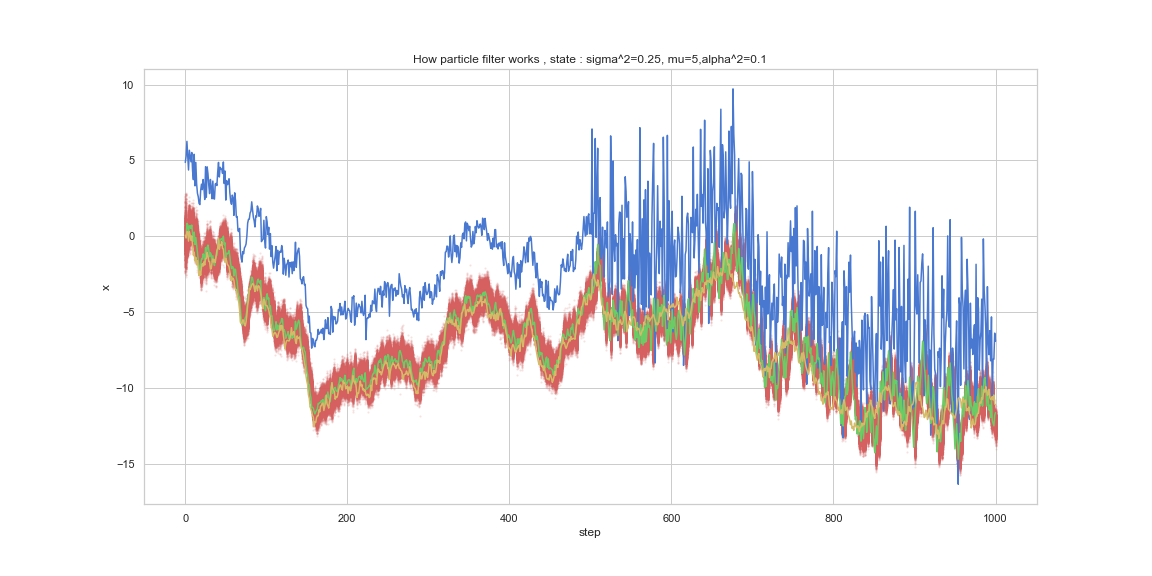 How particle filter works , state : sigma^2=0.25, mu=5,alpha^2=0.1
10
5
0
−5
−10
−15
x
0 200 400 600 800 1000
step